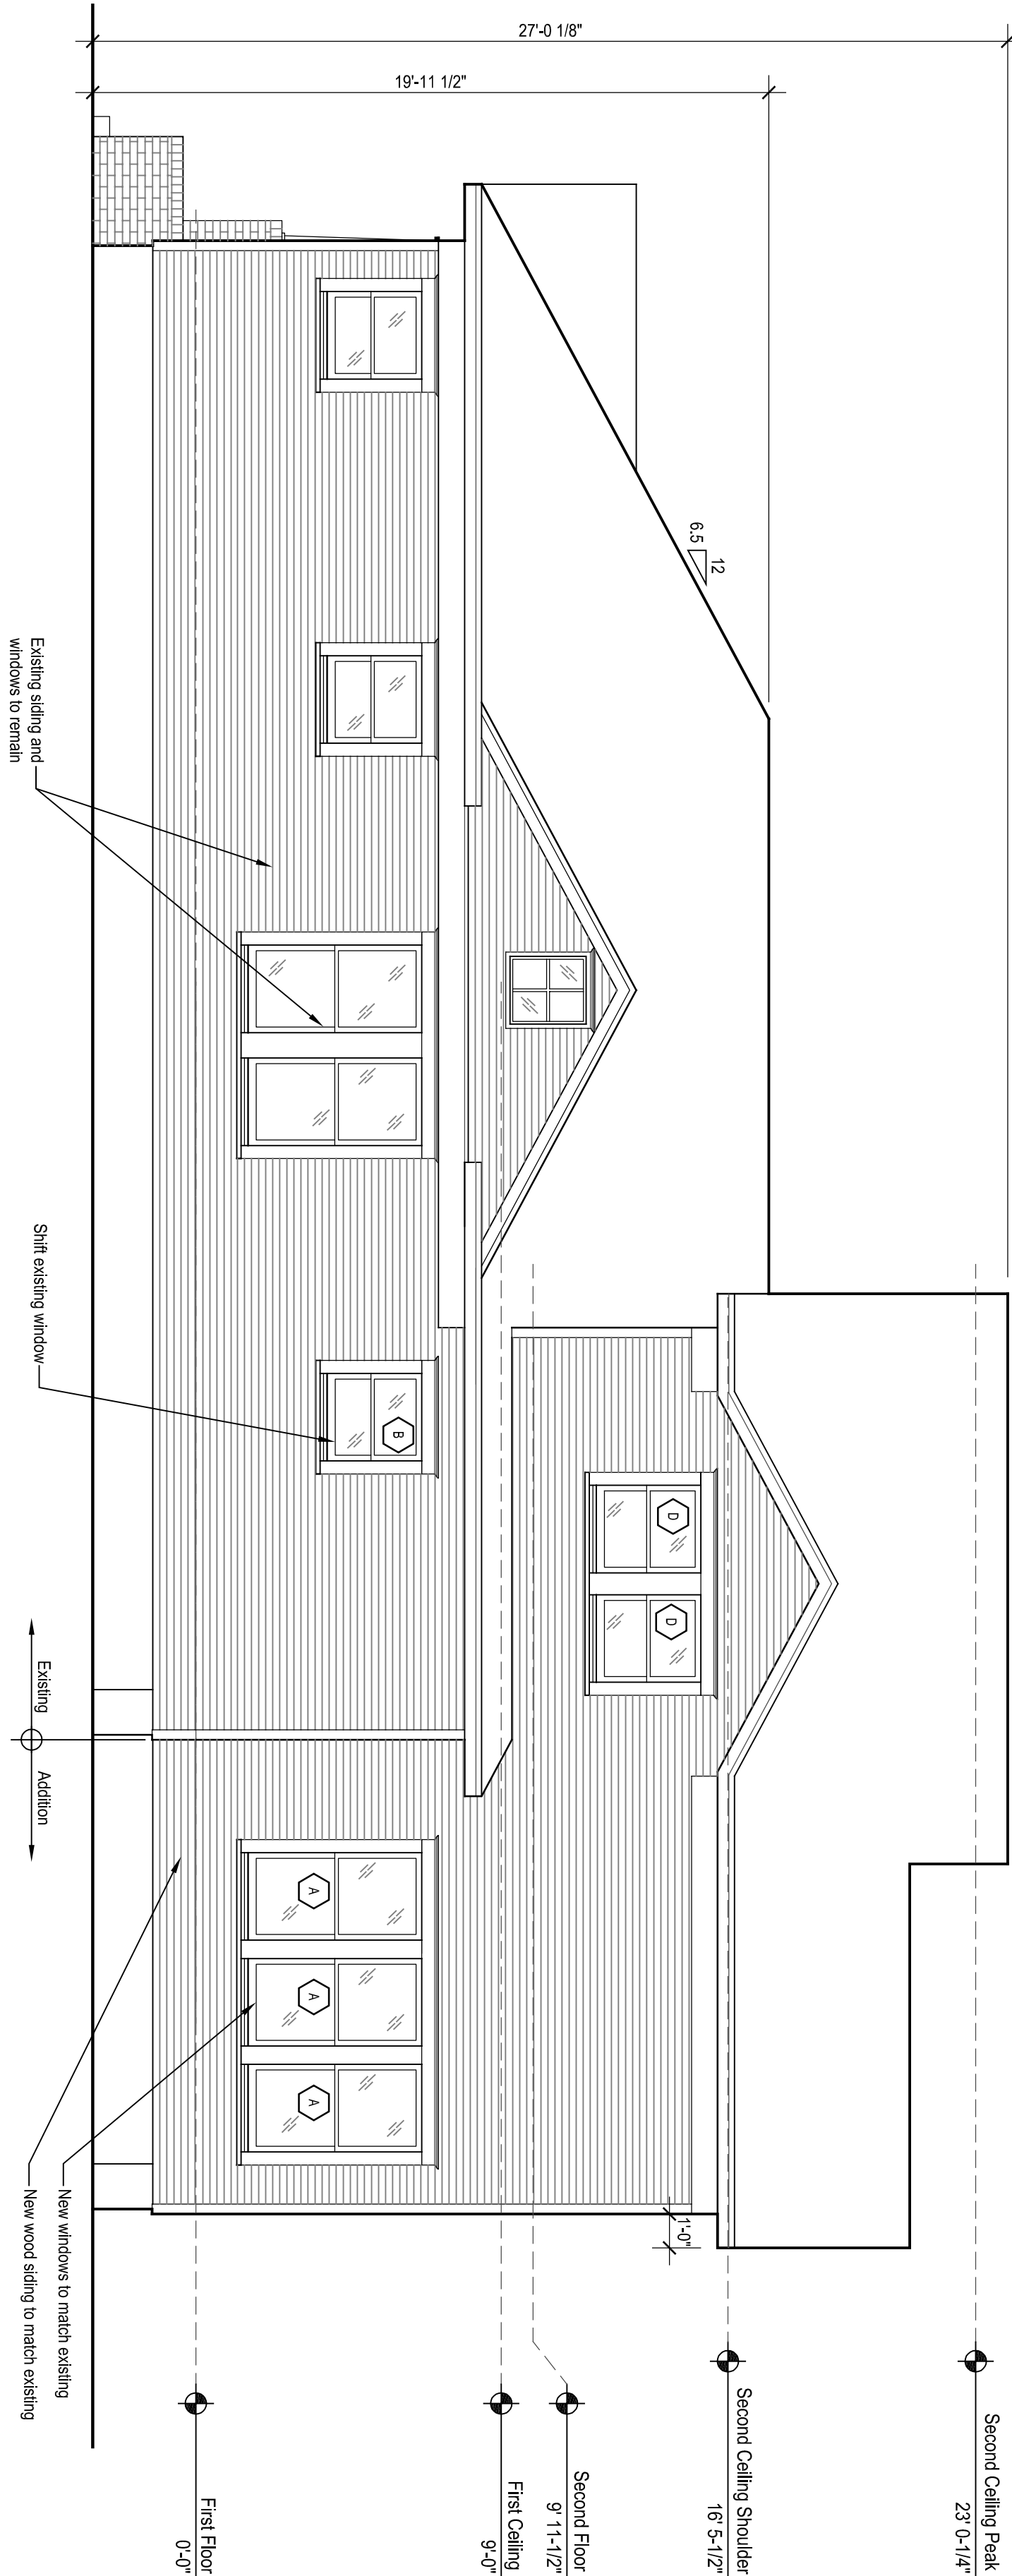 27'-0 1/8"
19'-11 1/2"
12
6.5
Second Ceiling Peak
23' 0-1/4"
Second Ceiling Shoulder
16' 5-1/2"
Second Floor
9' 11-1/2"
First Ceiling
9'-0"
First Floor
0'-0"
1'-0"
D
D
B
A
A
A
Existing siding and
windows to remain
Shift existing window
Existing
Addition
New windows to match existing
New wood siding to match existing